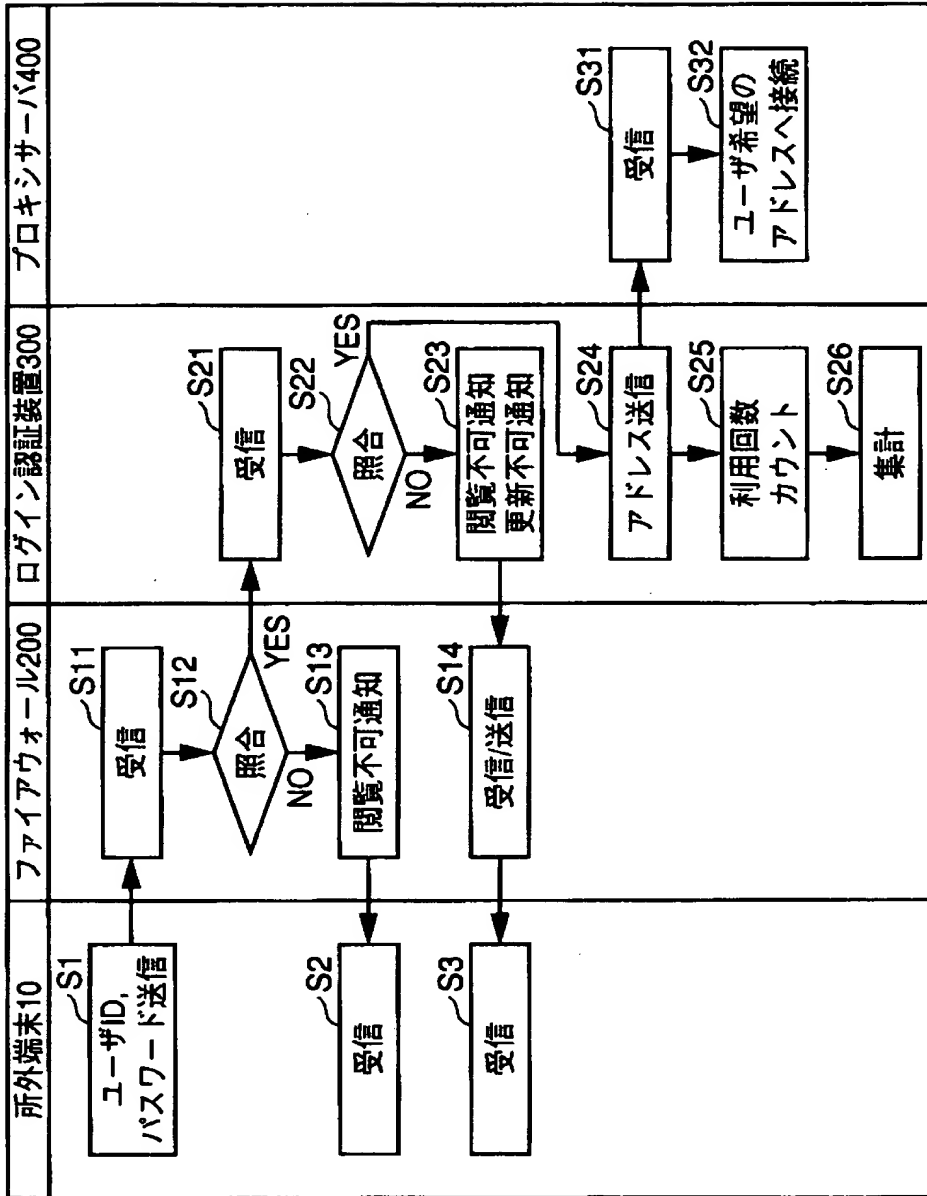 所外端末10
ファイアウォール200
ログイン認証装置300
プロキシサーバ400
S1
ユーザID,
パスワード送信
S11
受信
S12
照合
YES
NO
S13
閲覧不可通知
S2
受信
S21
受信
S22
照合
YES
NO
S23
閲覧不可通知
更新不可通知
S14
受信/送信
S3
受信
S24
アドレス送信
S25
利用回数
カウント
S26
集計
S31
受信
S32
ユーザ希望の
アドレスへ接続